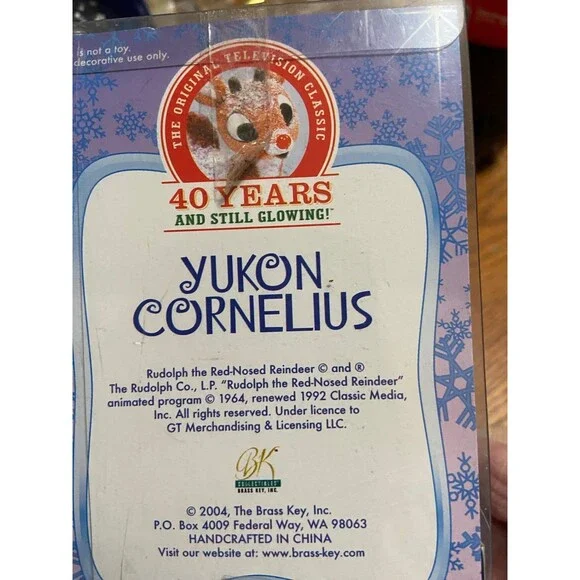 is not a toy.
decorative use only.
THE ORIGINAL TELEVISION CLASSIC
40 YEARS
AND STILL GLOWING!™
YUKON
CORNELIUS
Rudolph the Red-Nosed Reindeer © and ®
The Rudolph Co., L.P. "Rudolph the Red-Nosed Reindeer"
animated program © 1964, renewed 1992 Classic Media,
Inc. All rights reserved. Under licence to
GT Merchandising & Licensing LLC.
BK
COLLECTIBLES
BRASS KEY, INC.
© 2004, The Brass Key, Inc.
P.O. Box 4009 Federal Way, WA 98063
HANDCRAFTED IN CHINA
Visit our website at: www.brass-key.com